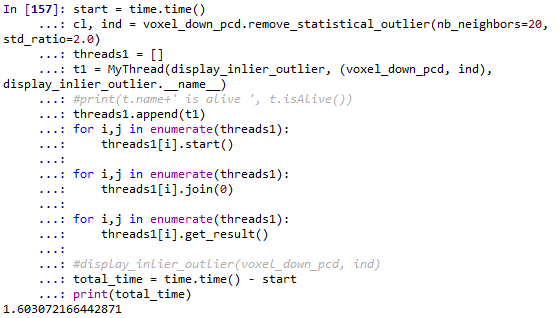 In [157]: start = time.time()
     ...: cl, ind = voxel_down_pcd.remove_statistical_outlier(nb_neighbors=20,
std_ratio=2.0)
     ...: threads1 = []
     ...: t1 = MyThread(display_inlier_outlier, (voxel_down_pcd, ind),
display_inlier_outlier.__name__)
     ...: #print(t.name+' is alive ', t.isAlive())
     ...: threads1.append(t1)
     ...: for i,j in enumerate(threads1):
     ...:     threads1[i].start()
     ...:
     ...: for i,j in enumerate(threads1):
     ...:     threads1[i].join(0)
     ...:
     ...: for i,j in enumerate(threads1):
     ...:     threads1[i].get_result()
     ...:
     ...: #display_inlier_outlier(voxel_down_pcd, ind)
     ...: total_time = time.time() - start
     ...: print(total_time)
1.603072166442871